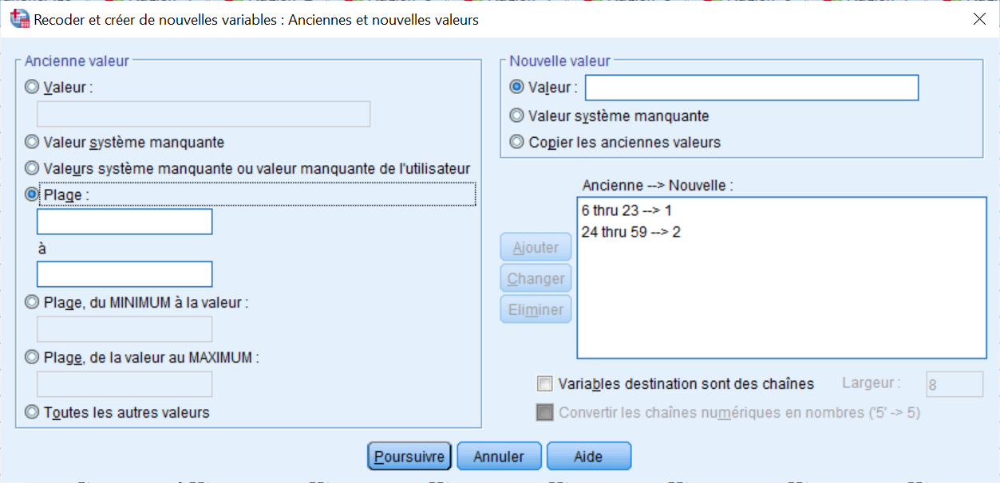 Recoder et créer de nouvelles variables : Anciennes et nouvelles valeurs
Ancienne valeur
Valeur :
Valeur système manquante
Valeurs système manquante ou valeur manquante de l'utilisateur
Plage :
à
Plage, du MINIMUM à la valeur :
Plage, de la valeur au MAXIMUM :
Toutes les autres valeurs
Nouvelle valeur
Valeur :
Valeur système manquante
Copier les anciennes valeurs
Ancienne --> Nouvelle :
6 thru 23 --> 1
24 thru 59 --> 2
Ajouter
Changer
Eliminer
Variables destination sont des chaînes Largeur : 8
Convertir les chaînes numériques en nombres ('5' -> 5)
Poursuivre Annuler Aide